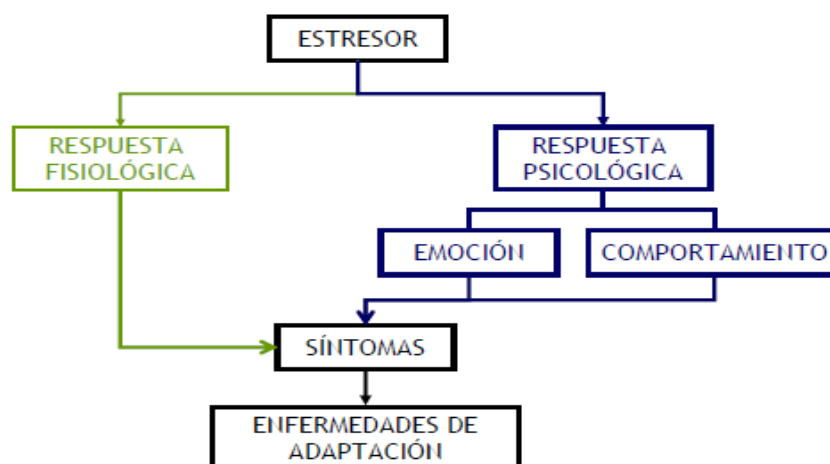 ESTRESOR
RESPUESTA
FISIOLÓGICA
RESPUESTA
PSICOLÓGICA
EMOCIÓN
COMPORTAMIENTO
SÍNTOMAS
ENFERMEDADES DE
ADAPTACIÓN